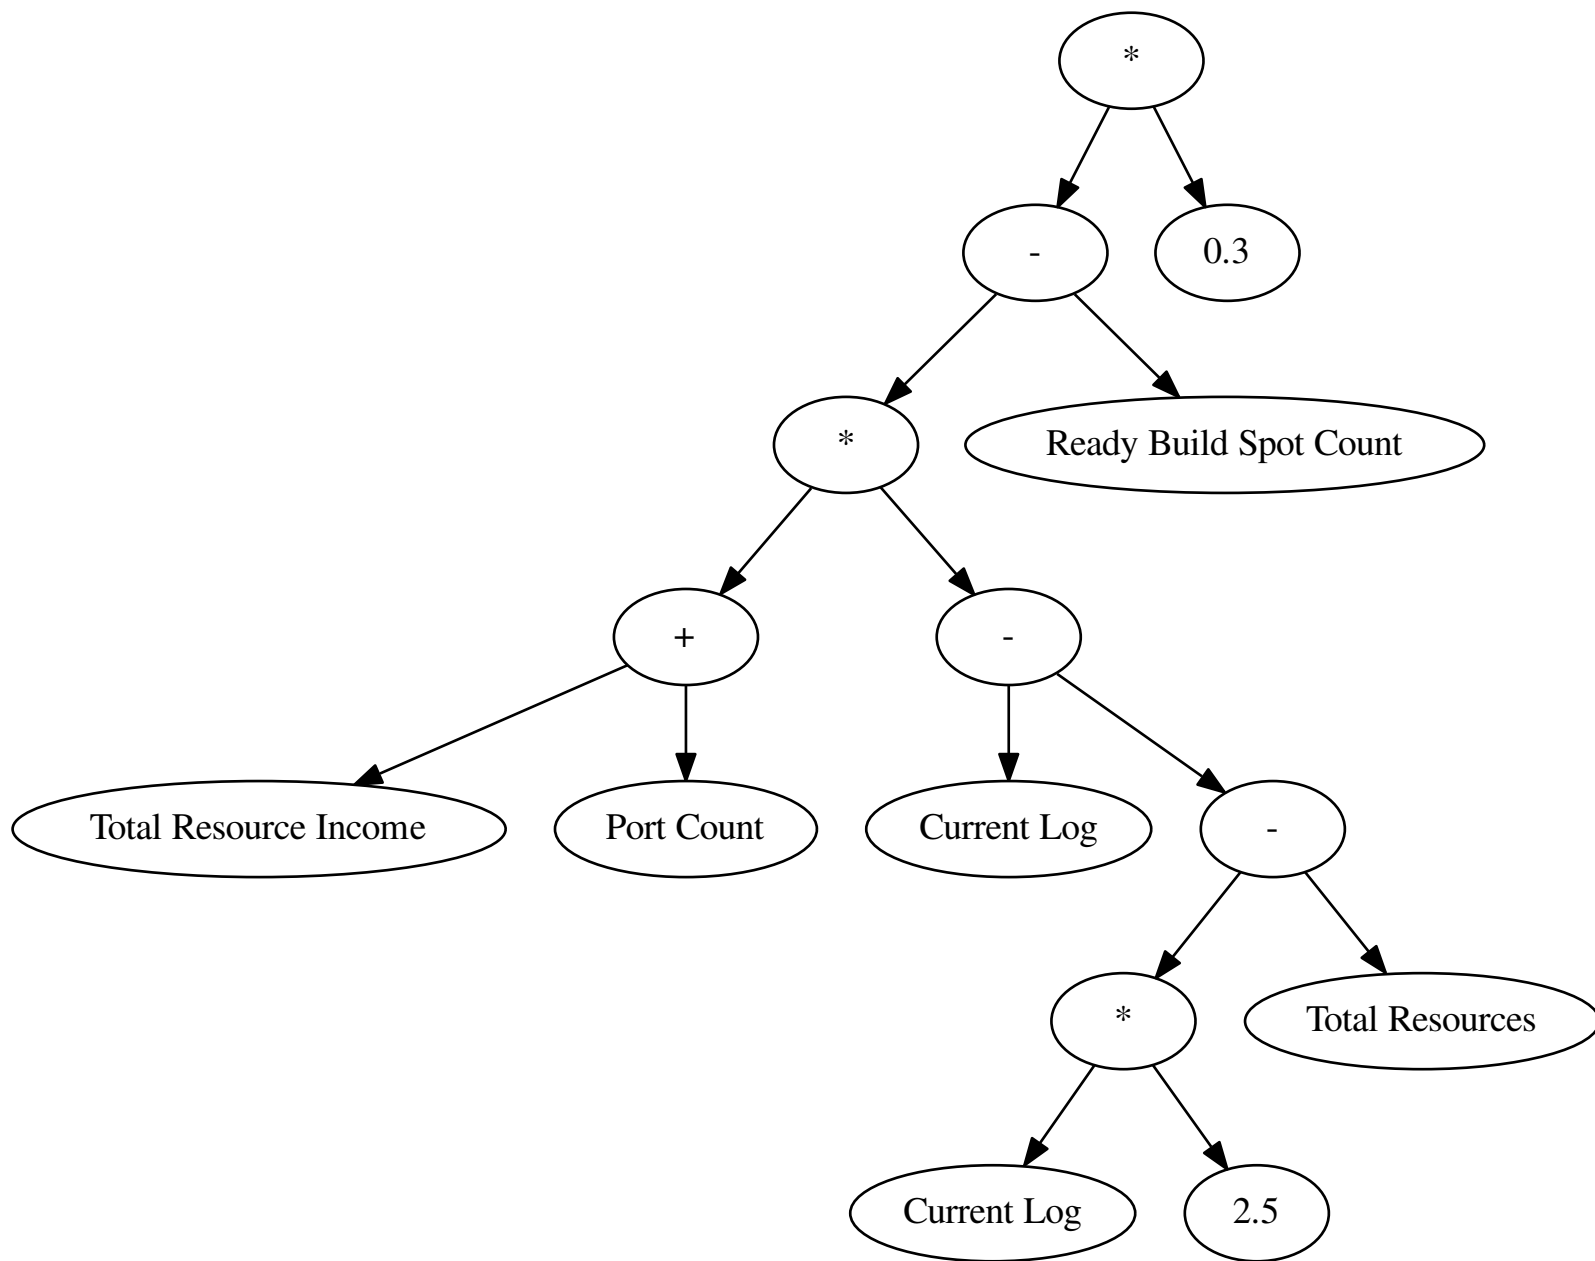 *
-
0.3
*
Ready Build Spot Count
+
-
Total Resource Income
Port Count
Current Log
-
*
Total Resources
Current Log
2.5